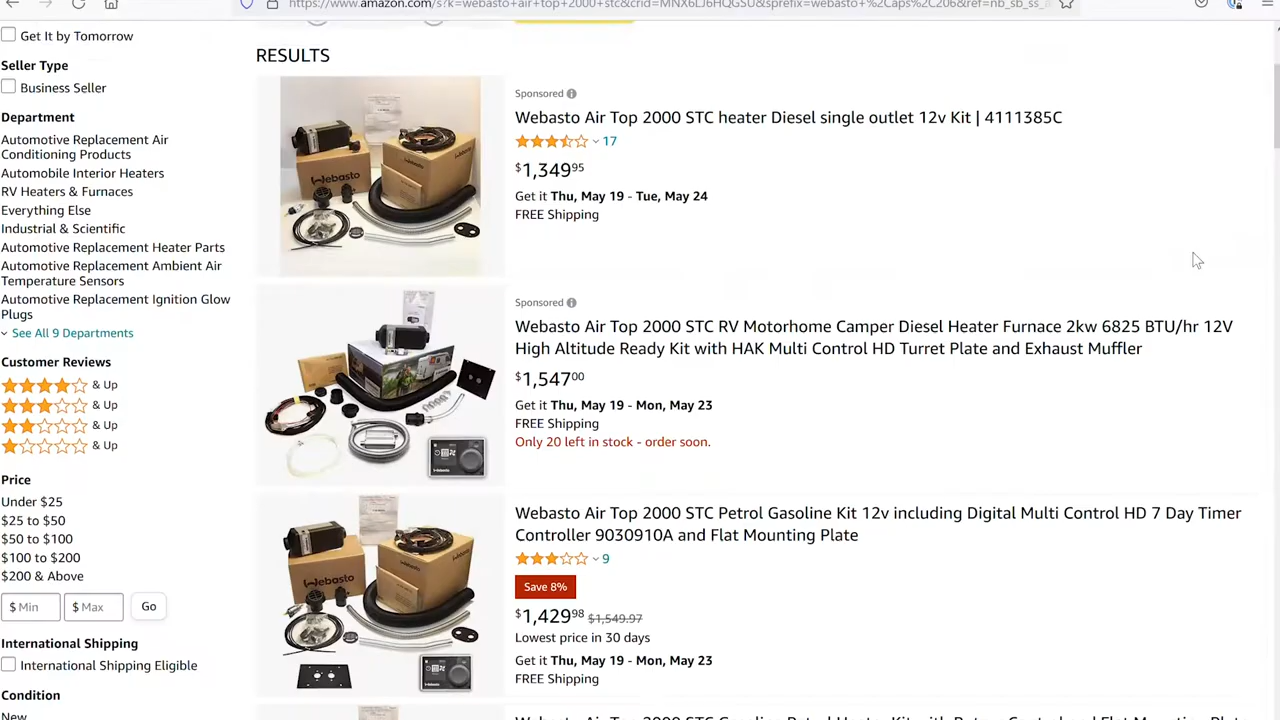 https://www.amazon.com/s?k=webasto+air+top+2000+stc&crid=MNX6LJ6HQGSU&sprefix=webasto+%2Caps%2C206&ref=nb_sb_ss_
Get It by Tomorrow
Seller Type
Business Seller
Department
Automotive Replacement Air
Conditioning Products
Automobile Interior Heaters
RV Heaters & Furnaces
Everything Else
Industrial & Scientific
Automotive Replacement Heater Parts
Automotive Replacement Ambient Air
Temperature Sensors
Automotive Replacement Ignition Glow
Plugs
See All 9 Departments
Customer Reviews
& Up
& Up
& Up
& Up
Price
Under $25
$25 to $50
$50 to $100
$100 to $200
$200 & Above
$ Min $ Max Go
International Shipping
International Shipping Eligible
Condition
New
RESULTS
Webasto
Sponsored
Webasto Air Top 2000 STC heater Diesel single outlet 12v Kit | 4111385C
17
$1,349.95
Get it Thu, May 19 - Tue, May 24
FREE Shipping
Sponsored
Webasto Air Top 2000 STC RV Motorhome Camper Diesel Heater Furnace 2kw 6825 BTU/hr 12V
High Altitude Ready Kit with HAK Multi Control HD Turret Plate and Exhaust Muffler
$1,547.00
Get it Thu, May 19 - Mon, May 23
FREE Shipping
Only 20 left in stock - order soon.
Webasto
Webasto Air Top 2000 STC Petrol Gasoline Kit 12v including Digital Multi Control HD 7 Day Timer
Controller 9030910A and Flat Mounting Plate
9
Save 8%
$1,429.98 $1,549.97
Lowest price in 30 days
Get it Thu, May 19 - Mon, May 23
FREE Shipping